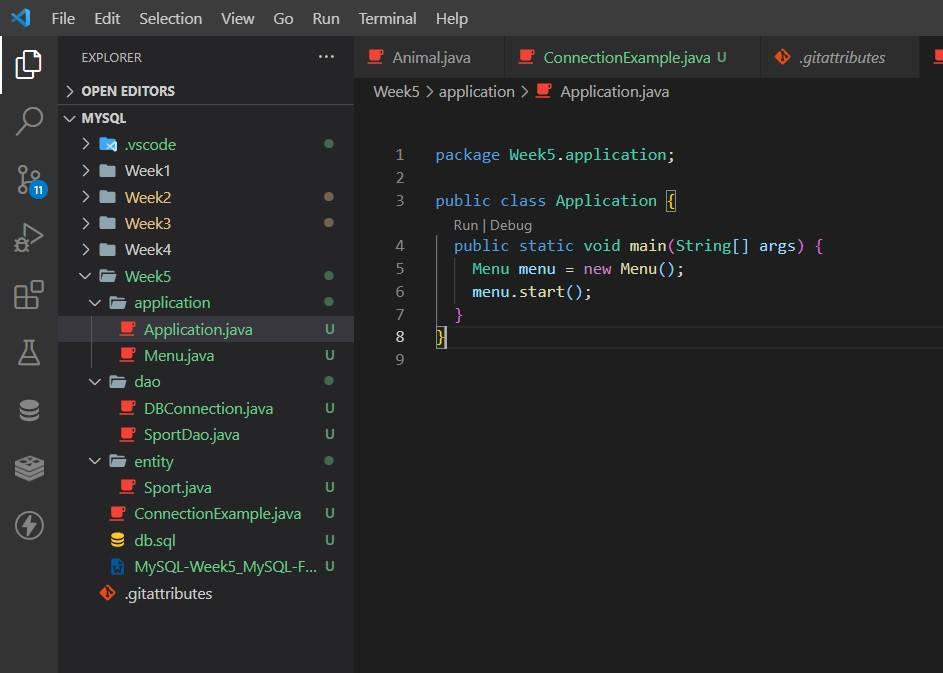 File Edit Selection View Go Run Terminal Help
EXPLORER ...
OPEN EDITORS
MYSQL
.vscode
Week1
Week2
Week3
Week4
Week5
application
Application.java U
Menu.java U
dao
DBConnection.java U
SportDao.java U
entity
Sport.java U
ConnectionExample.java U
db.sql U
MySQL-Week5_MySQL-F... U
.gitattributes
11
Animal.java ConnectionExample.java U .gitattributes
Week5 > application > Application.java
1 package Week5.application;
2
3 public class Application {
Run | Debug
4 public static void main(String[] args) {
5 Menu menu = new Menu();
6 menu.start();
7 }
8 }
9